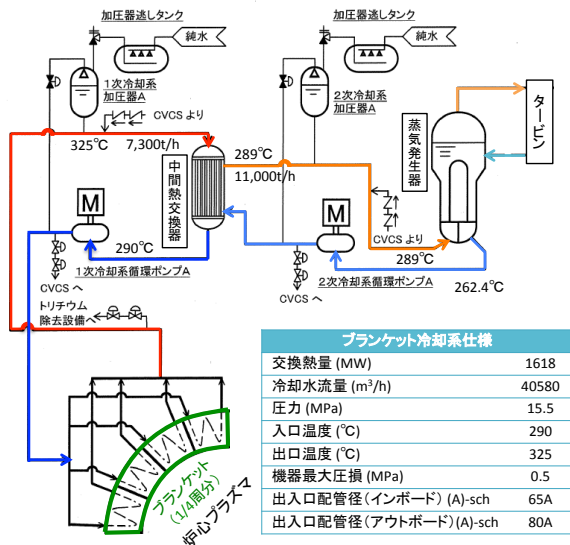 加圧器逃しタンク
純水
1次冷却系
加圧器A
CVCS より
325℃
7,300t/h
中間熱交換器
M
290℃
1次冷却系循環ポンプA
CVCS へ
トリチウム
除去設備へ
加圧器逃しタンク
純水
2次冷却系
加圧器A
289℃
11,000t/h
蒸気発生器
タービン
CVCS より
M
289℃
2次冷却系循環ポンプA
262.4℃
CVCS へ
ブランケット
(1/4周分)
炉心プラズマ
ブランケット冷却系仕様
交換熱量 (MW) 1618
冷却水流量 (m³/h) 40580
圧力 (MPa) 15.5
入口温度 (℃) 290
出口温度 (℃) 325
機器最大圧損 (MPa) 0.5
出入口配管径(インボード) (A)-sch 65A
出入口配管径(アウトボード) (A)-sch 80A